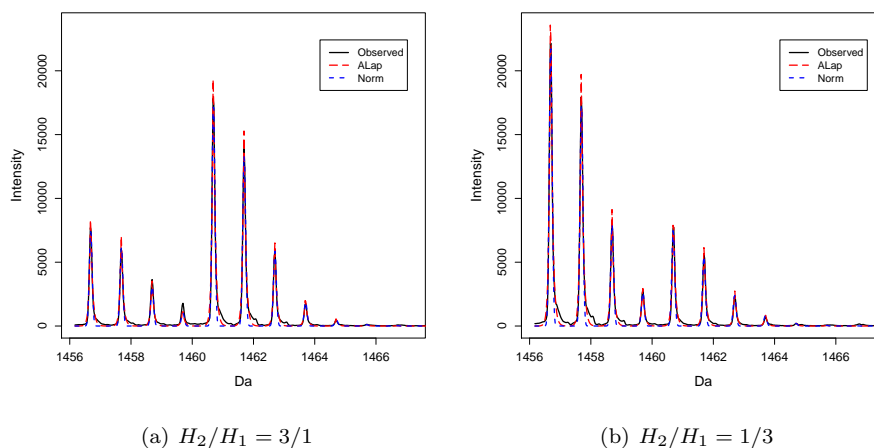 Intensity
20000
15000
10000
5000
0
Observed
ALap
Norm
1456 1458 1460 1462 1464 1466
Da
(a) H₂/H₁ = 3/1
Intensity
20000
15000
10000
5000
0
Observed
ALap
Norm
1456 1458 1460 1462 1464 1466
Da
(b) H₂/H₁ = 1/3